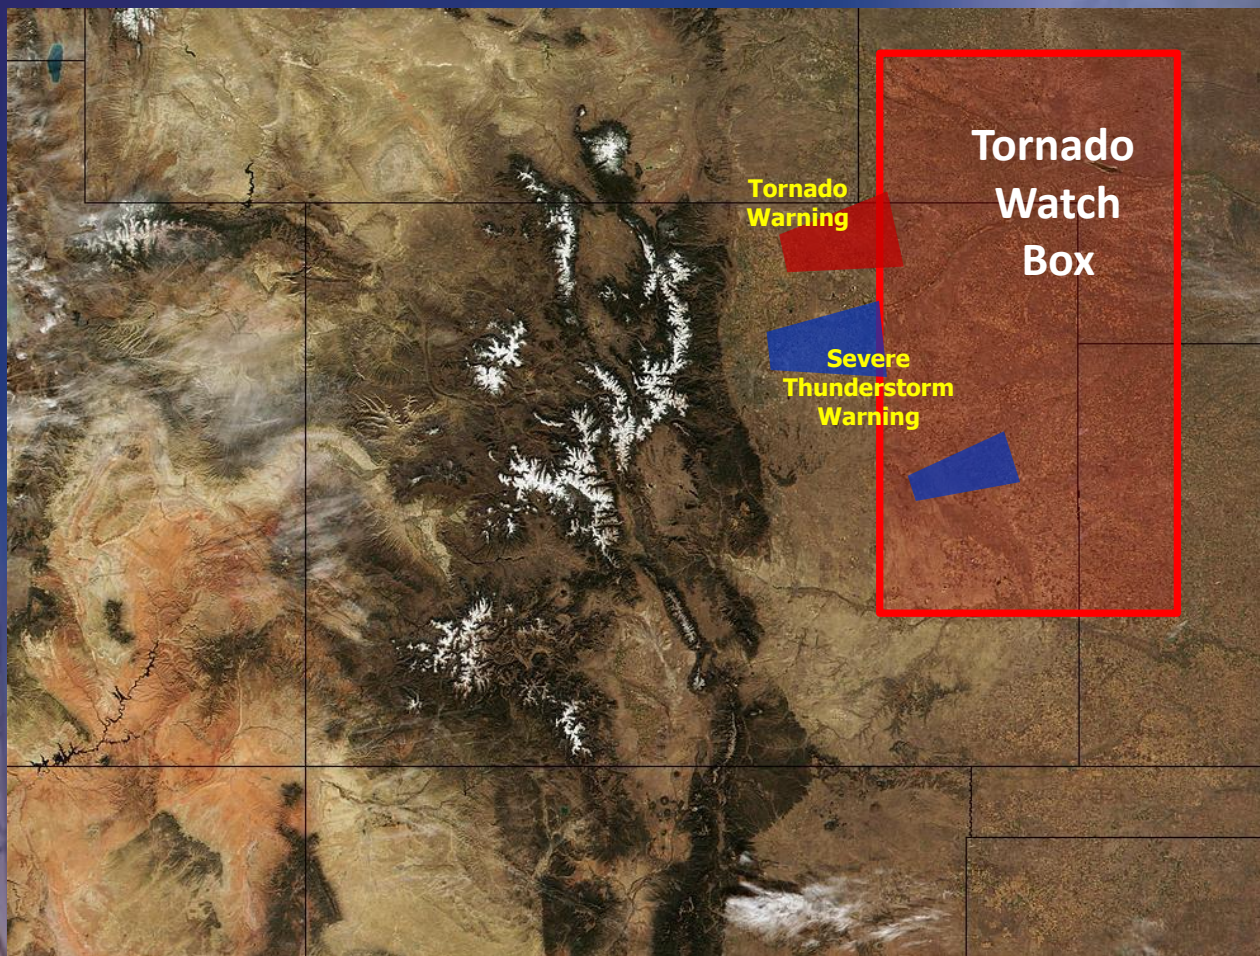 Tornado
Watch
Box
Tornado
Warning
Severe
Thunderstorm
Warning